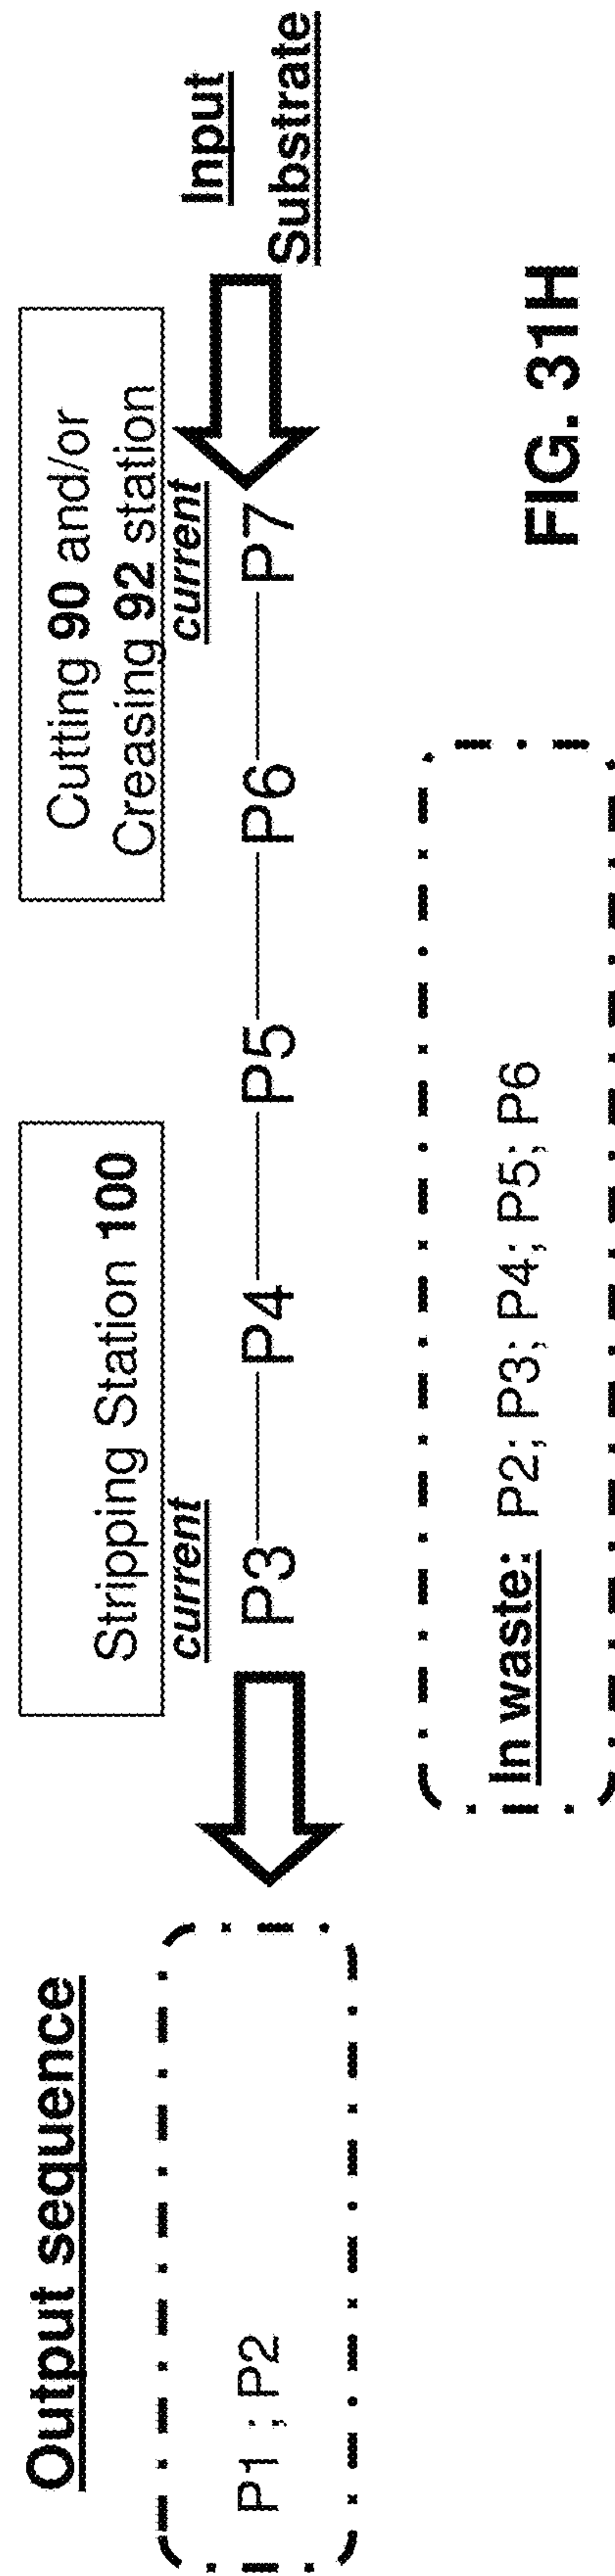 Output sequence
P1 ; P2
Stripping Station 100
current
Cutting 90 and/or
Creasing 92 station
current
P3 P4 P5 P6 P7
Input
Substrate
In waste: P2; P3; P4; P5; P6
FIG. 31H